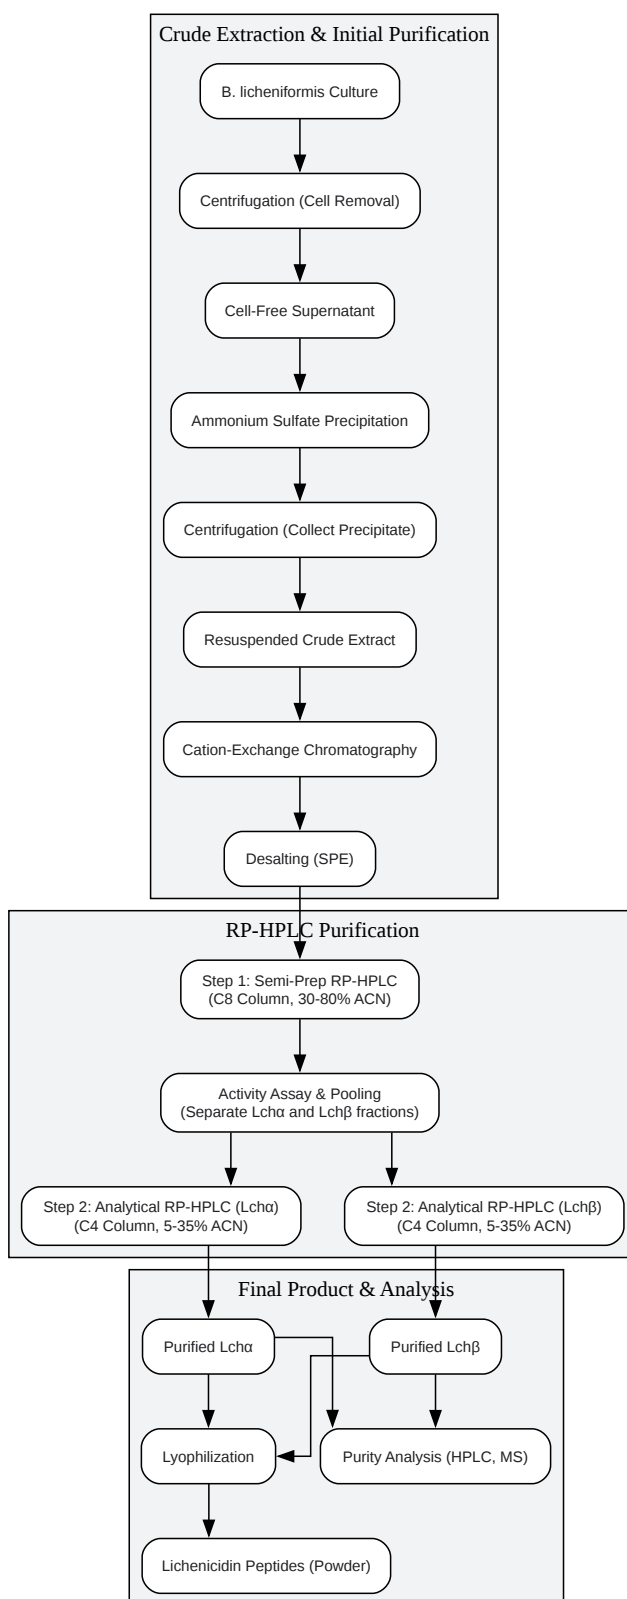 Crude Extraction & Initial Purification
B. licheniformis Culture
Centrifugation (Cell Removal)
Cell-Free Supernatant
Ammonium Sulfate Precipitation
Centrifugation (Collect Precipitate)
Resuspended Crude Extract
Cation-Exchange Chromatography
Desalting (SPE)
RP-HPLC Purification
Step 1: Semi-Prep RP-HPLC
(C8 Column, 30-80% ACN)
Activity Assay & Pooling
(Separate Lchα and Lchβ fractions)
Step 2: Analytical RP-HPLC (Lchα)
(C4 Column, 5-35% ACN)
Step 2: Analytical RP-HPLC (Lchβ)
(C4 Column, 5-35% ACN)
Final Product & Analysis
Purified Lchα
Purified Lchβ
Lyophilization
Purity Analysis (HPLC, MS)
Lichenicidin Peptides (Powder)